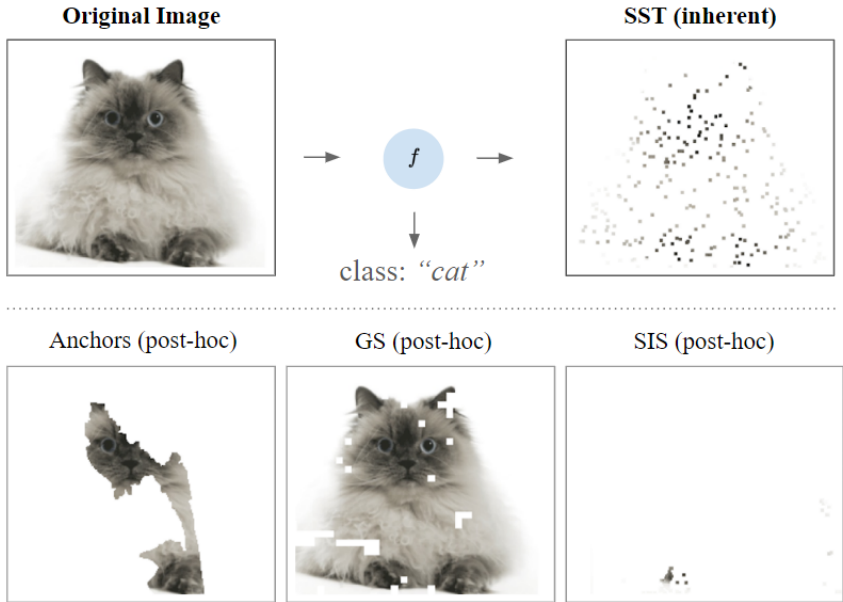 Original Image
SST (inherent)
f
class: "cat"
Anchors (post-hoc)
GS (post-hoc)
SIS (post-hoc)